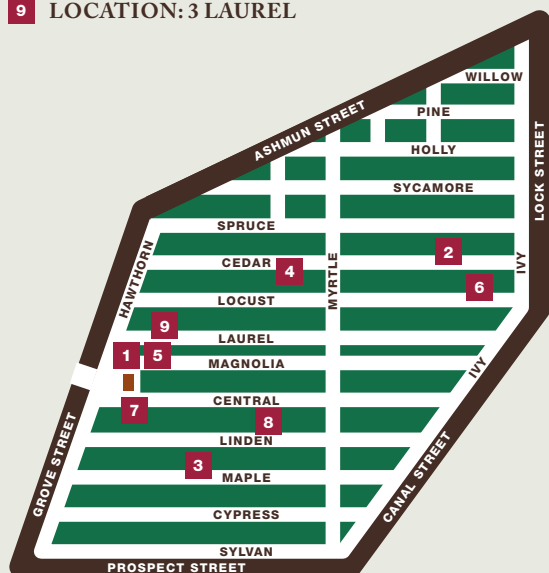 9 LOCATION: 3 LAUREL
WILLOW
PINE
ASHMUN STREET
HOLLY
LOCK STREET
SYCAMORE
SPRUCE
HAWTHORN
2
CEDAR
4
MYRTLE
IVY
6
LOCUST
9
LAUREL
1
5
MAGNOLIA
IVY
CENTRAL
7
8
LINDEN
GROVE STREET
3
MAPLE
CANAL STREET
CYPRESS
SYLVAN
PROSPECT STREET